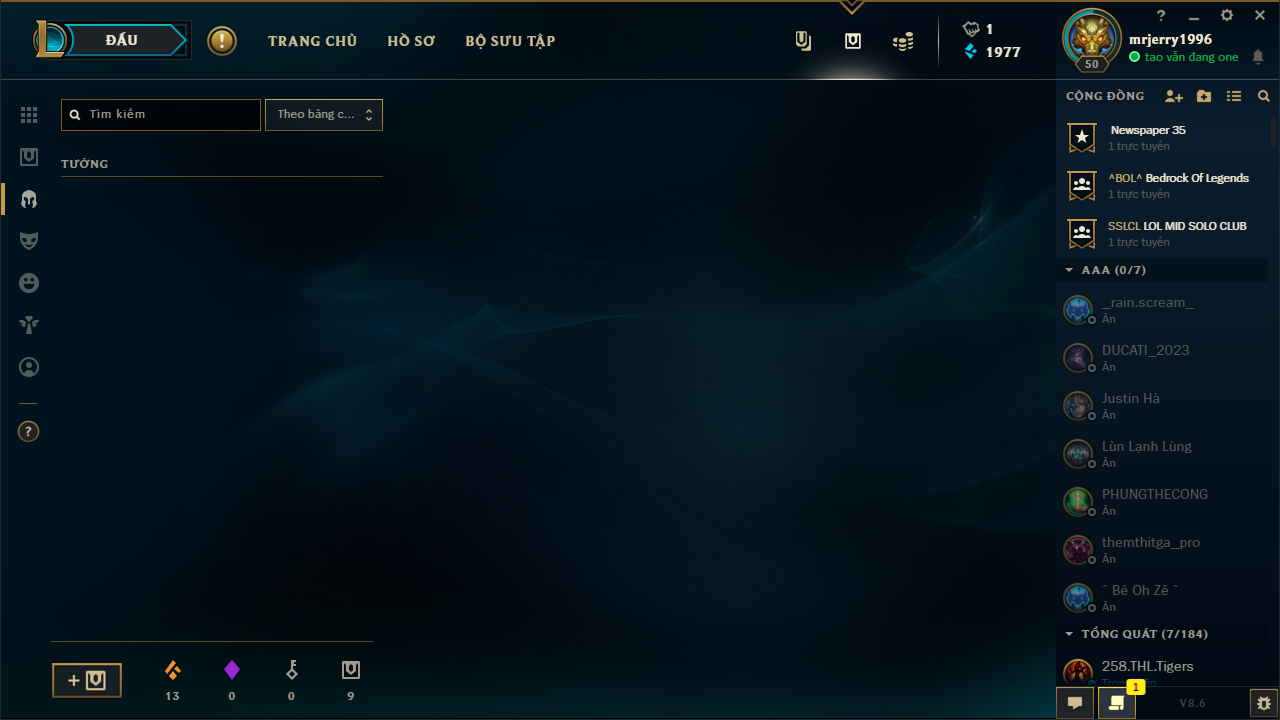 ĐẤU
!
TRANG CHỦ
HỒ SƠ
BỘ SƯU TẬP
1
1977
?
50
mrjerry1996
tao vẫn đang one
Tìm kiếm
Theo bảng c...
TƯỚNG
?
+
13
0
0
9
CỘNG ĐỒNG
Newspaper 35
1 trực tuyến
^BOL^ Bedrock Of Legends
1 trực tuyến
SSLCL LOL MID SOLO CLUB
1 trực tuyến
AAA (0/7)
_rain.scream_
Ẩn
DUCATI_2023
Ẩn
Justin Hà
Ẩn
Lùn Lạnh Lùng
Ẩn
PHUNGTHECONG
Ẩn
themthitga_pro
Ẩn
ˆ Bê Oh Zê ˆ
Ẩn
TỔNG QUÁT (7/184)
258.THL.Tigers
1
V8.6